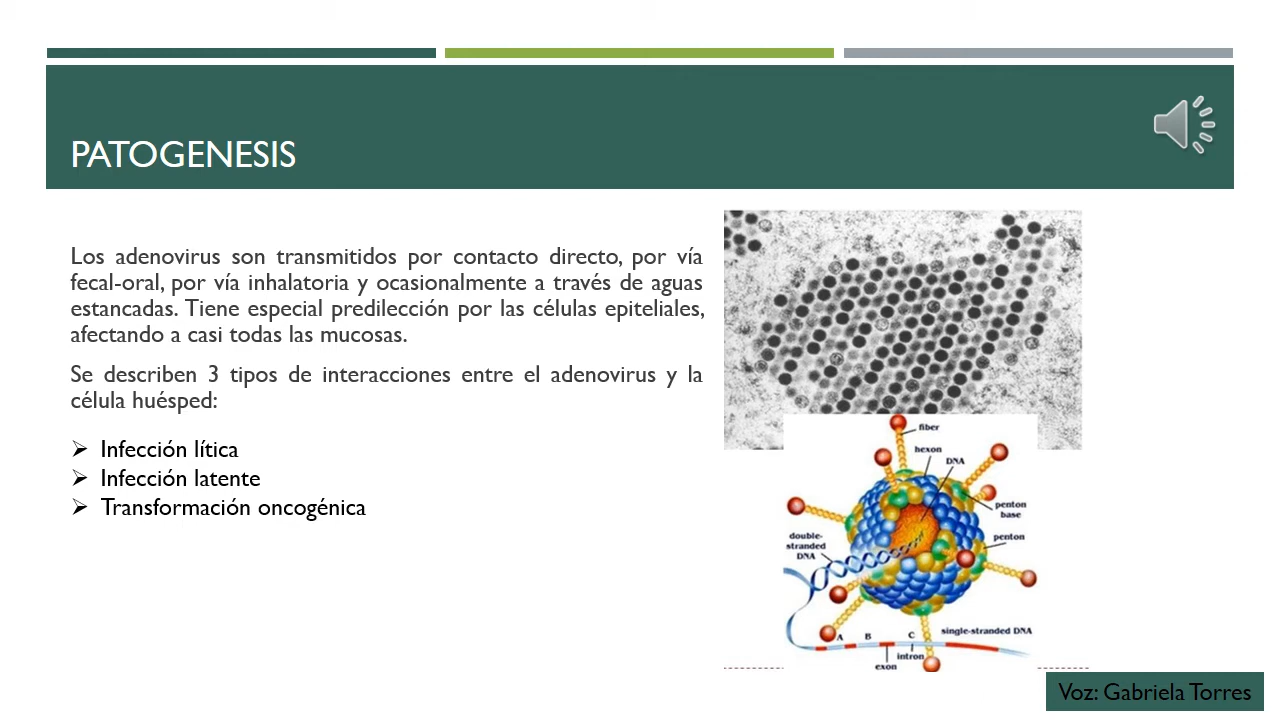 PATOGENESIS
Los adenovirus son transmitidos por contacto directo, por vía
fecal-oral, por vía inhalatoria y ocasionalmente a través de aguas
estancadas. Tiene especial predilección por las células epiteliales,
afectando a casi todas las mucosas.
Se describen 3 tipos de interacciones entre el adenovirus y la
célula huésped:
Infección lítica
Infección latente
Transformación oncogénica
fiber
hexon
DNA
penton
base
penton
double-
stranded
DNA
single-stranded DNA
A B C
intron
exon
Voz: Gabriela Torres